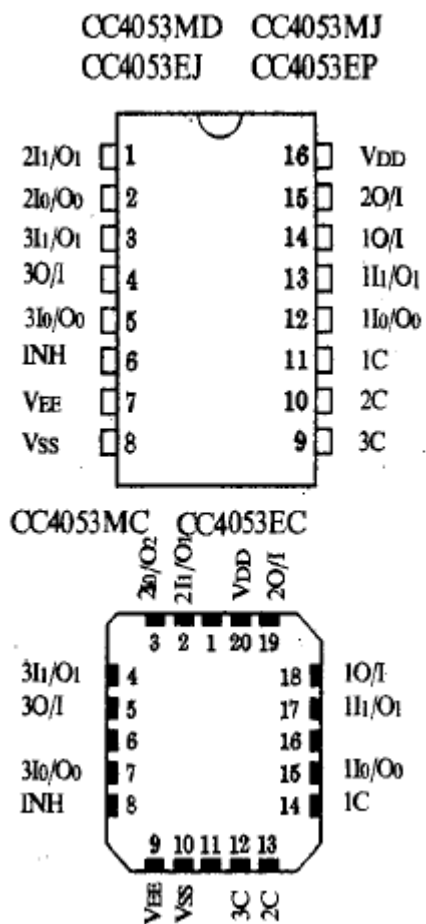 CC4053MD CC4053MJ
CC4053EJ CC4053EP
2I1/O1 1 16 VDD
2I0/O0 2 15 2O/I
3I1/O1 3 14 1O/I
3O/I 4 13 1I1/O1
3I0/O0 5 12 1I0/O0
INH 6 11 1C
VEE 7 10 2C
VSS 8 9 3C
CC4053MC CC4053EC
2I0/O2 2I1/O1 VDD 2O/I
3 2 1 20 19
3I1/O1 4 18 1O/I
3O/I 5 17 1I1/O1
6 16
3I0/O0 7 15 1I0/O0
INH 8 14 1C
9 10 11 12 13
VEE VSS 3C 2C